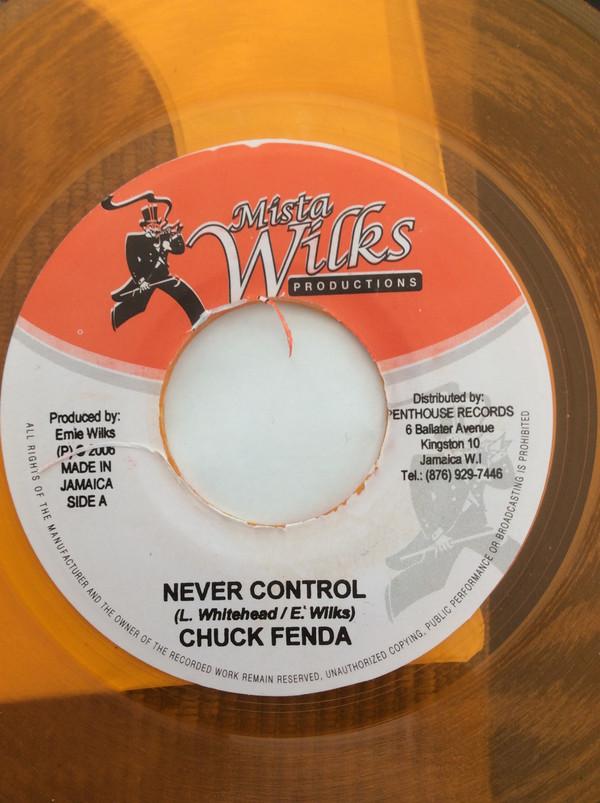 Mista
Wilks
PRODUCTIONS
Produced by:
Ernie Wilks
(P) © 2006
MADE IN
JAMAICA
SIDE A
Distributed by:
PENTHOUSE RECORDS
6 Ballater Avenue
Kingston 10
Jamaica W.I
Tel.: (876) 929-7446
NEVER CONTROL
(L. Whitehead / E. Wilks)
CHUCK FENDA
ALL RIGHTS OF THE MANUFACTURER AND THE OWNER OF THE RECORDED WORK REMAIN RESERVED, UNAUTHORIZED COPYING, PUBLIC PERFORMANCE OR BROADCASTING IS PROHIBITED